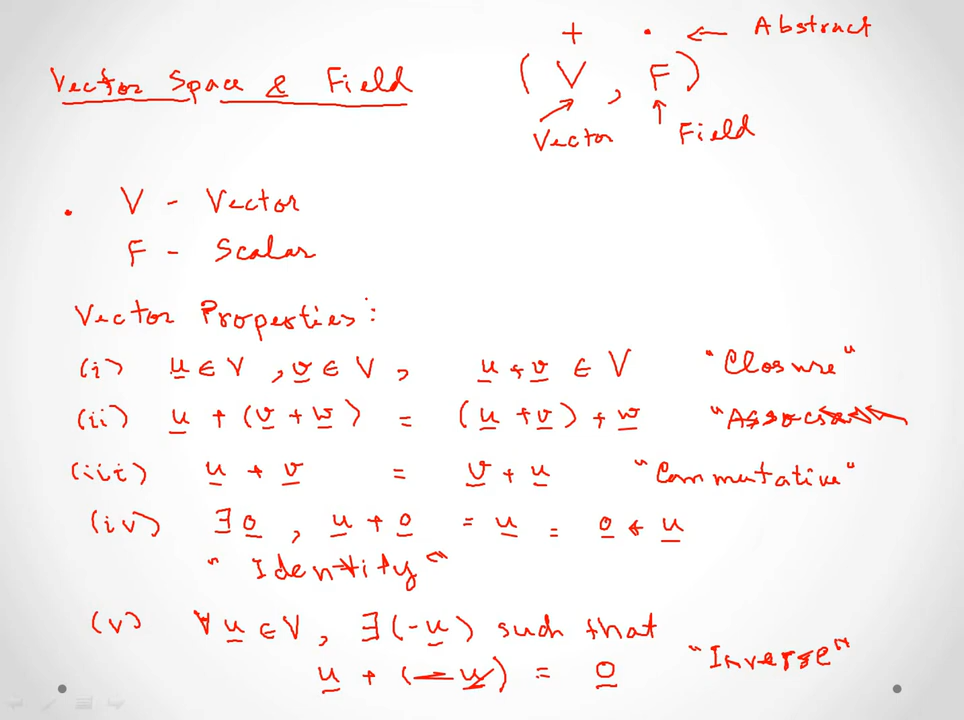 + · ← Abstract
Vector Space & Field (V, F)
Vector Field
· V - Vector
F - Scalar
Vector Properties:
(i) u ∈ V, v ∈ V, u + v ∈ V "Closure"
(ii) u + (v + w) = (u + v) + w
(iii) u + v = v + u "Commutative"
(iv) ∃ 0, u + 0 = u = 0 + u
"Identity"
(v) ∀ u ∈ V, ∃ (-u) such that
u + (-u) = 0 "Inverse"